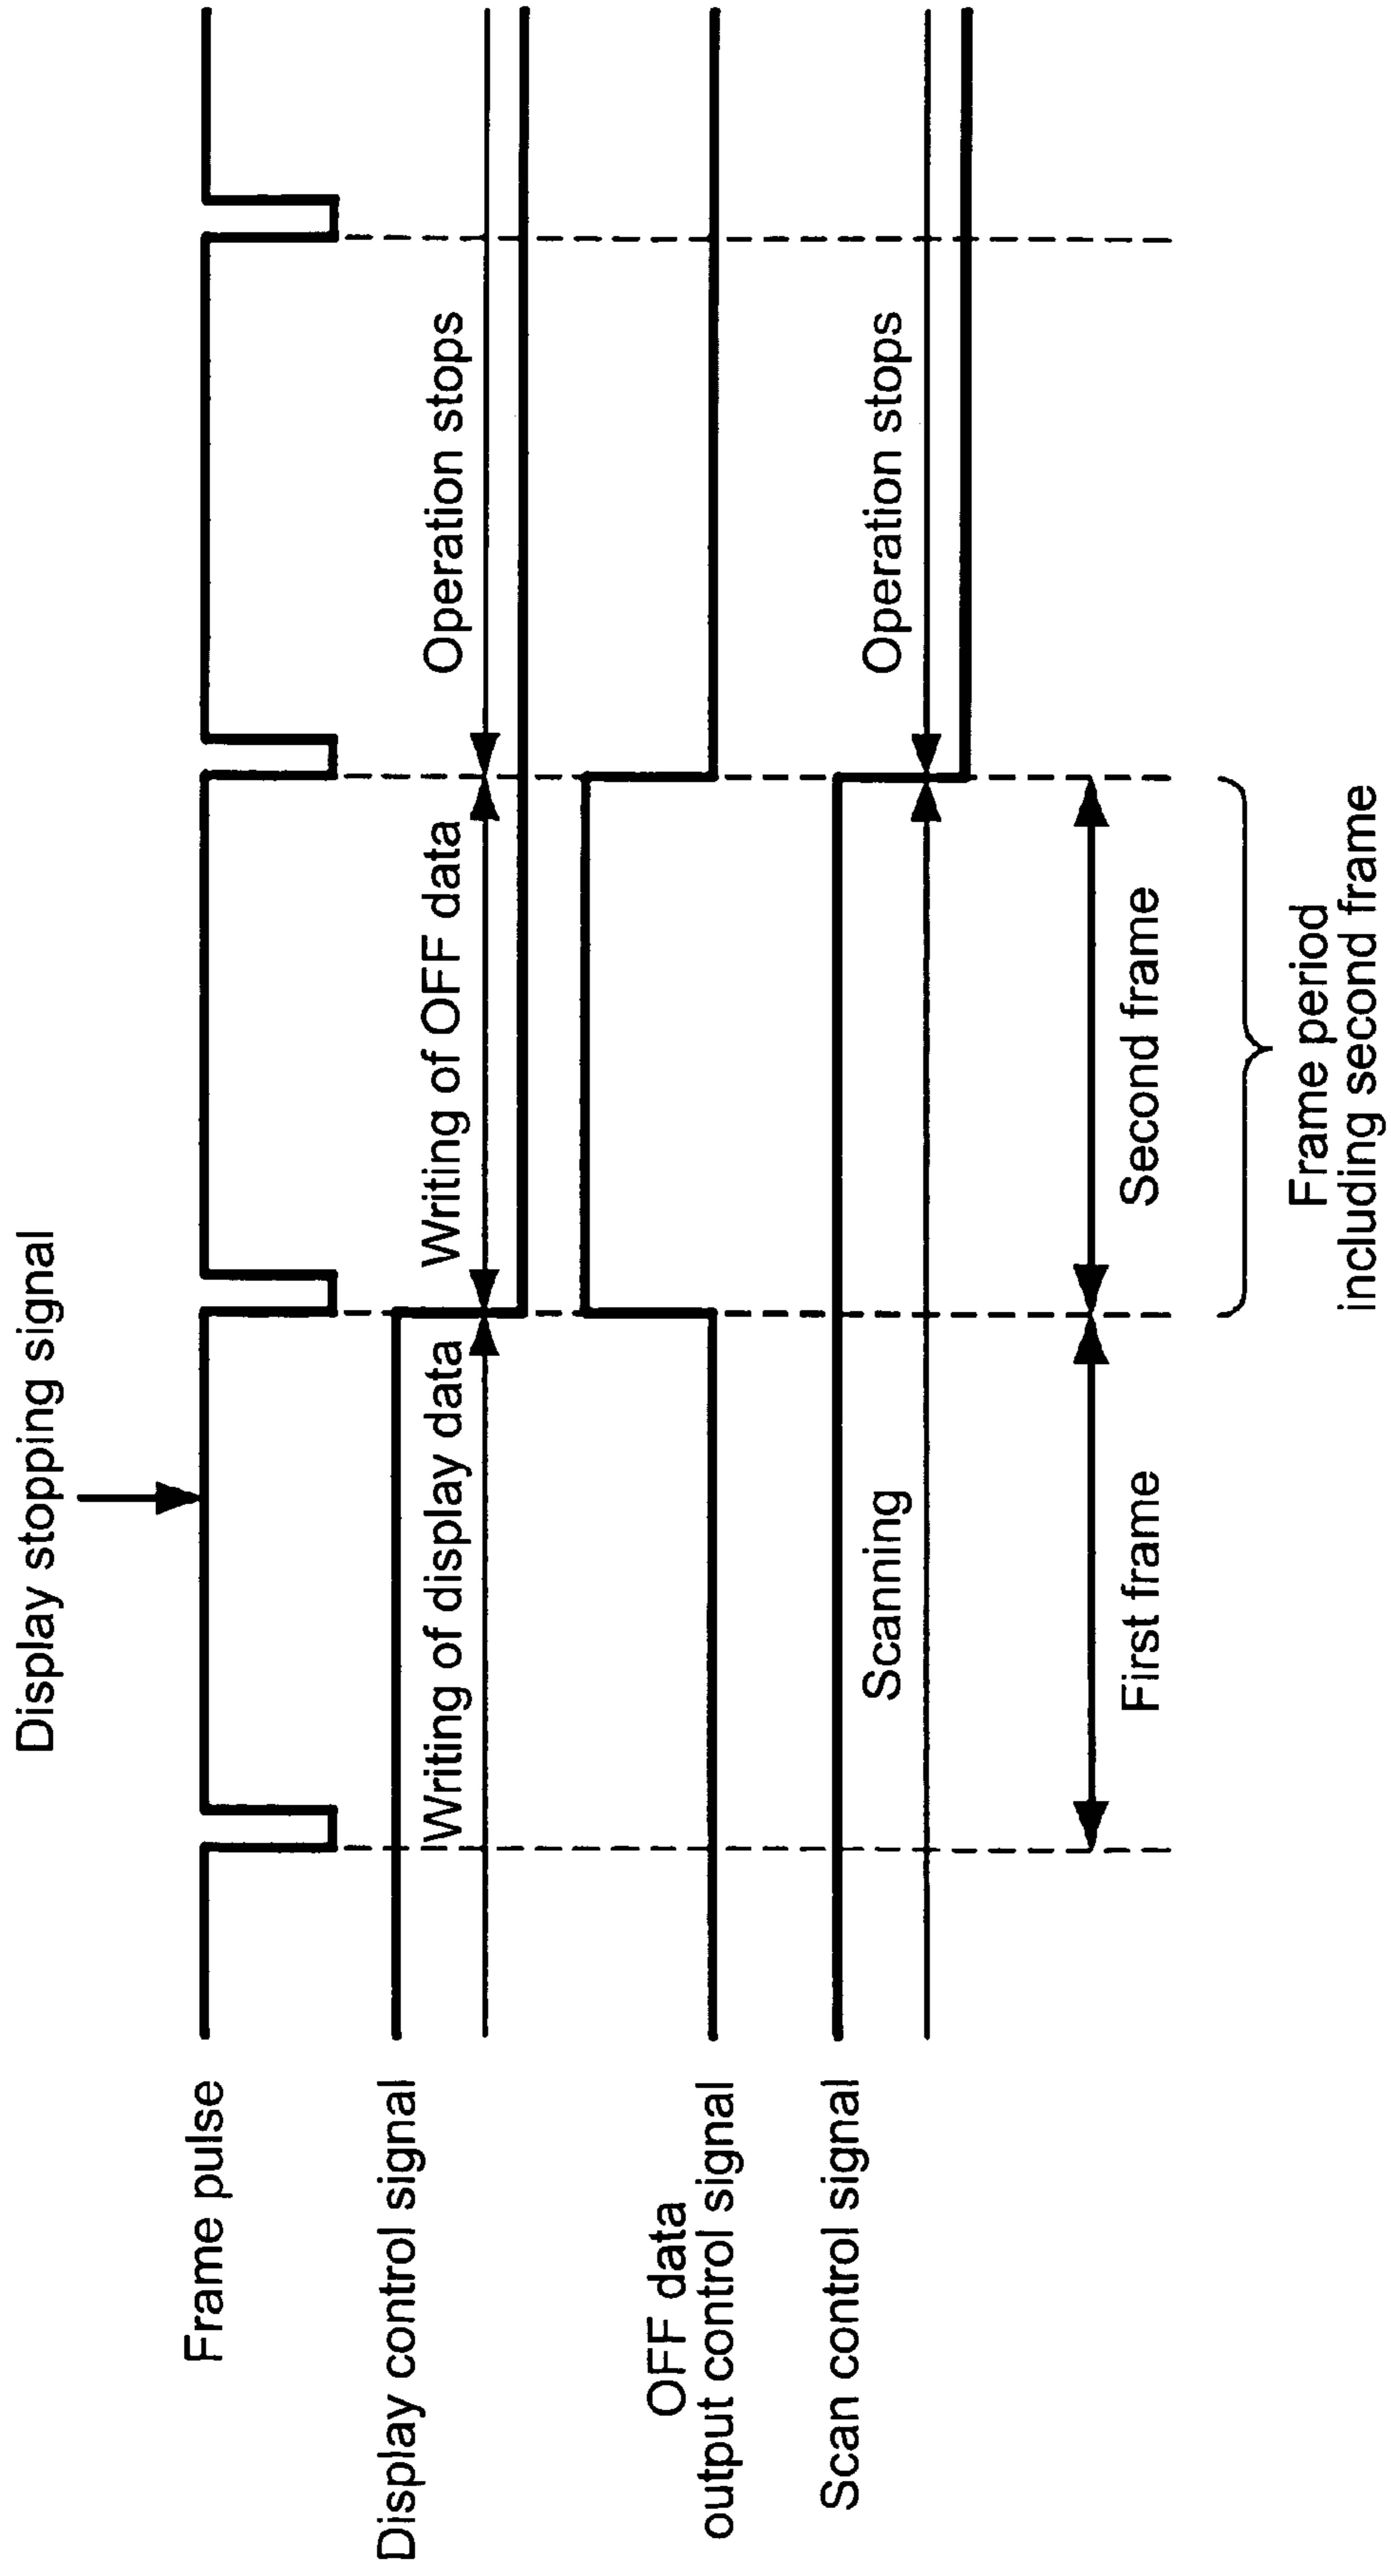 Display stopping signal
Frame pulse
Display control signal
Writing of display data
Writing of OFF data
Operation stops
OFF data
output control signal
Scan control signal
Scanning
Operation stops
First frame
Second frame
Frame period
including second frame